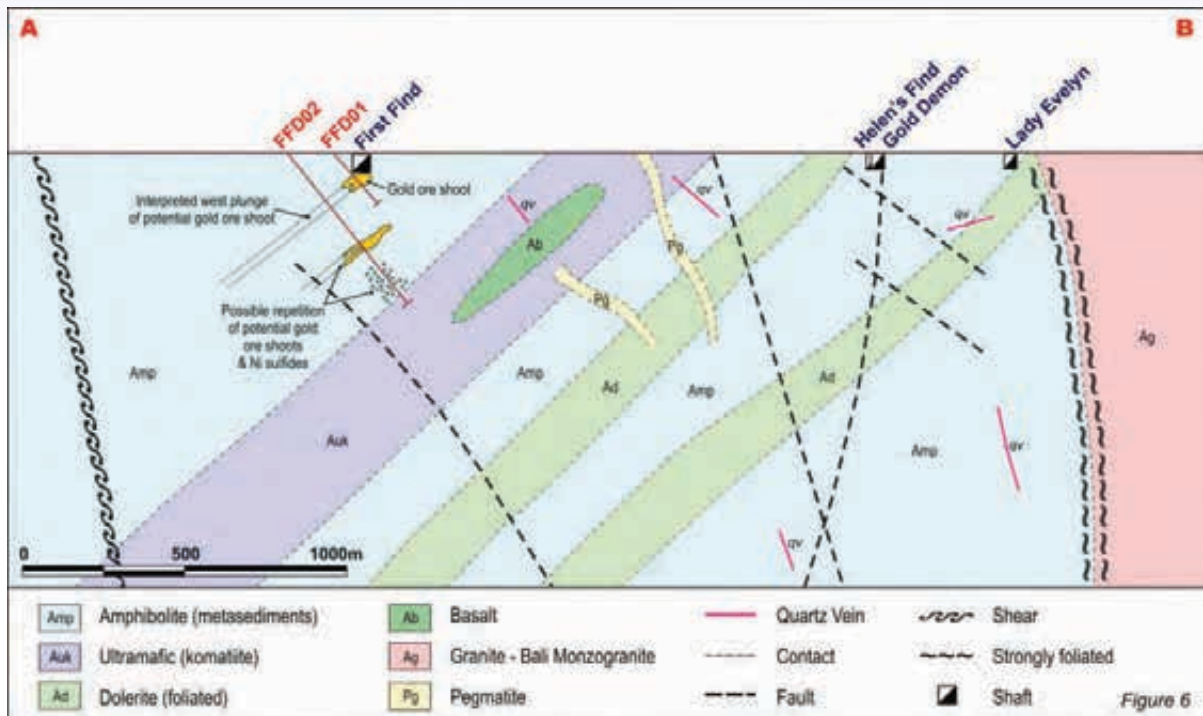 A
B
FFD02
FFD01
First Find
Helen's Find
Gold Demon
Lady Evelyn
Gold ore shoot
Interpreted west plunge
of potential gold ore shoot
qv
qv
qv
Ab
Pg
Pg
Possible repetition
of potential gold
ore shoots
& Ni sulfides
Amp
Amp
Ad
Amp
Ad
Ag
Auk
Amp
qv
qv
0
500
1000m
Amp
Amphibolite (metasediments)
Ab
Basalt
Quartz Vein
Shear
Auk
Ultramafic (komatiite)
Ag
Granite - Bali Monzogranite
Contact
Strongly foliated
Ad
Dolerite (foliated)
Pg
Pegmatite
Fault
Shaft
Figure 6